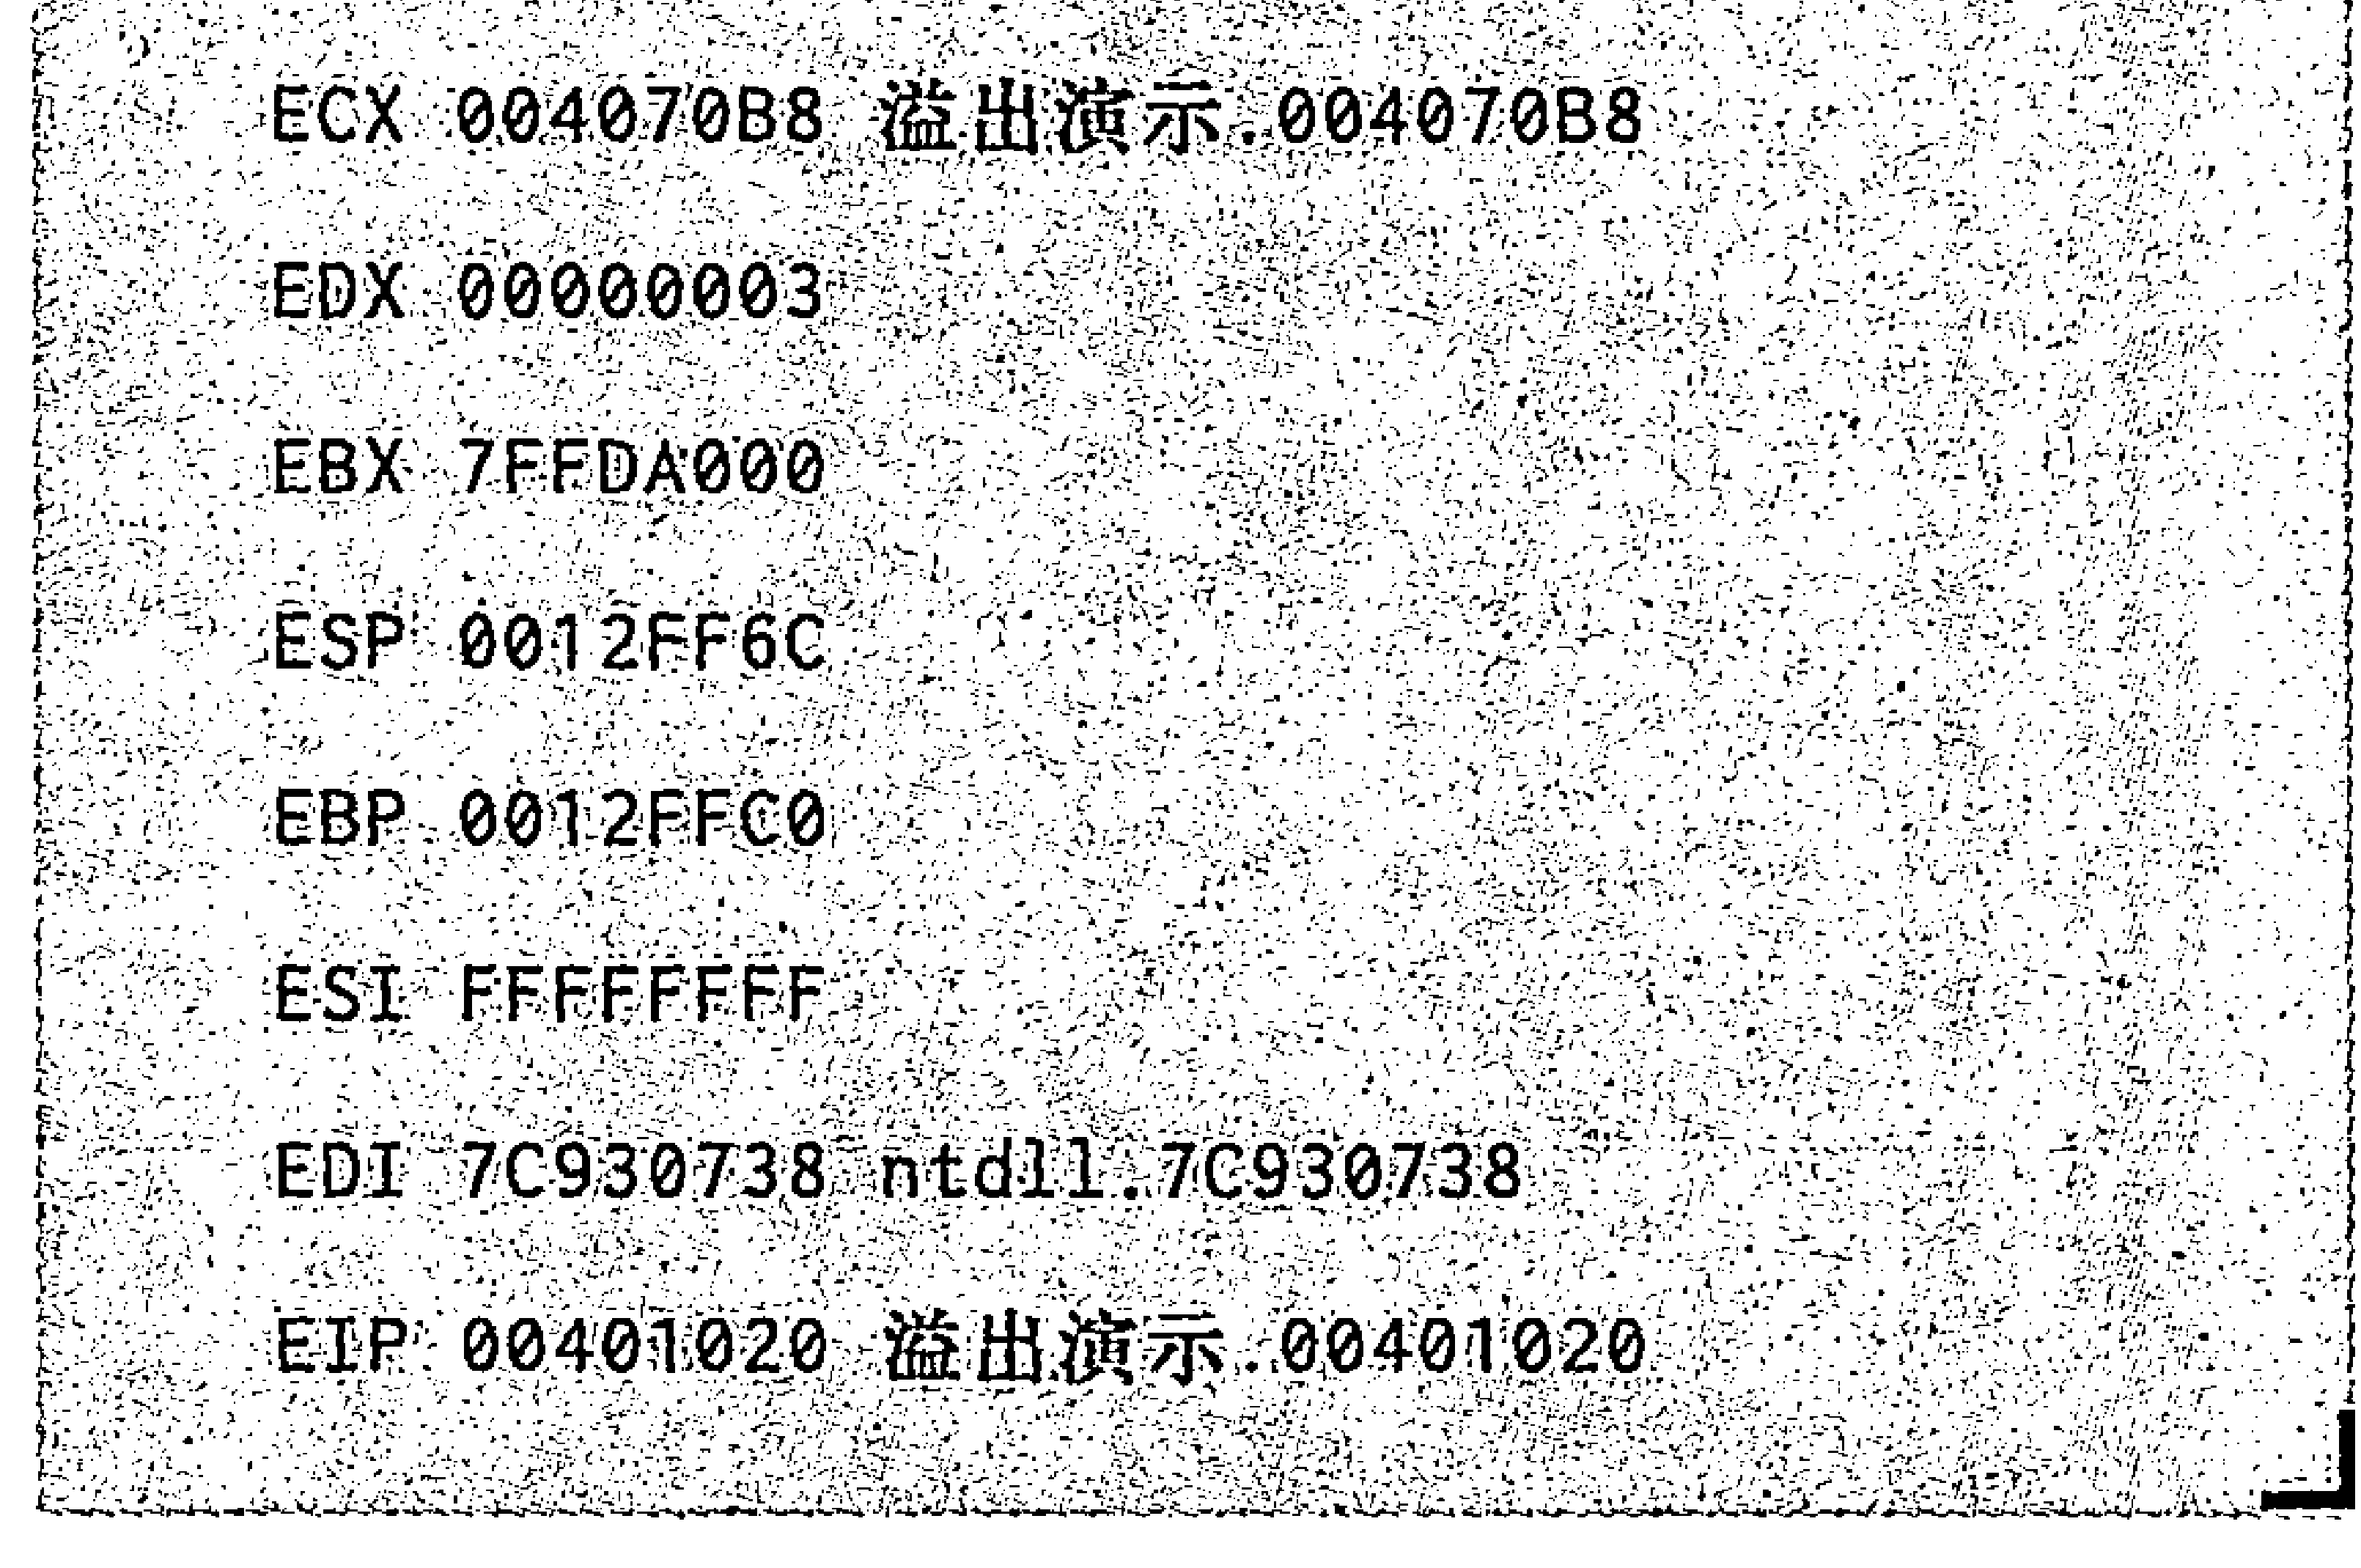 ECX 004070B8 溢出演示.004070B8
EDX 00000003
EBX 7FFDA000
ESP 0012FF6C
EBP 0012FFC0
ESI FFFFFFFF
EDI 7C930738 ntdll.7C930738
EIP 00401020 溢出演示.00401020